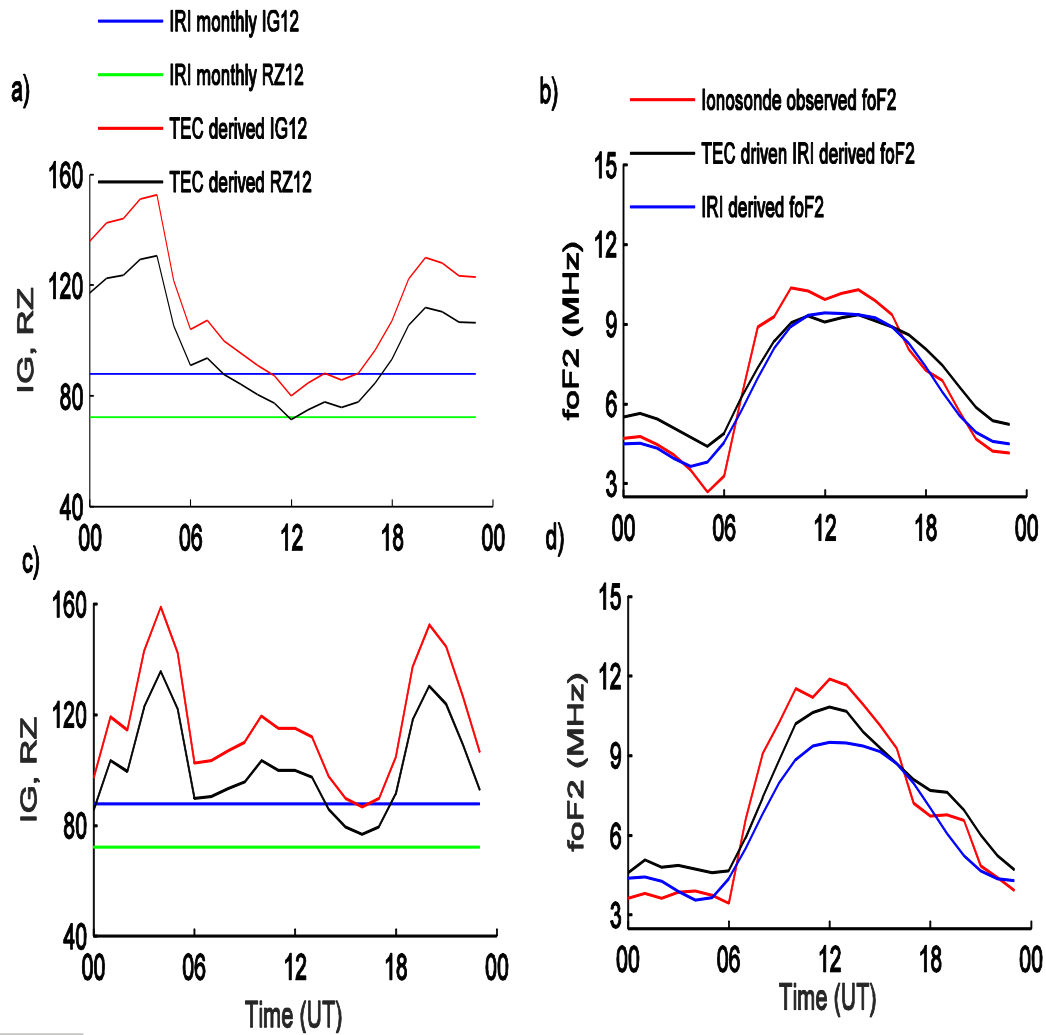 IRI monthly IG12
IRI monthly RZ12
TEC derived IG12
TEC derived RZ12
a)
160
120
80
40
IG, RZ
00 06 12 18 00
b)
Ionosonde observed foF2
TEC driven IRI derived foF2
IRI derived foF2
15
12
9
6
3
foF2 (MHz)
00 06 12 18 00
c)
160
120
80
40
IG, RZ
00 06 12 18 00
Time (UT)
d)
15
12
9
6
3
foF2 (MHz)
00 06 12 18 00
Time (UT)